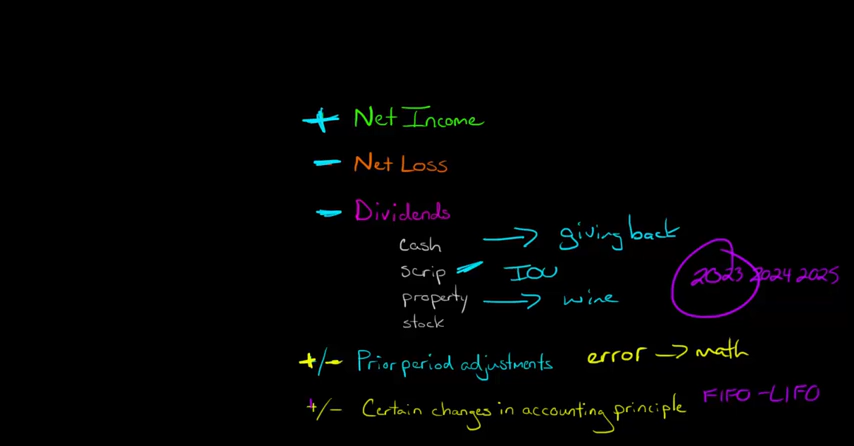 + Net Income
- Net Loss
- Dividends
cash → giving back
scrip - IOU
property → wine
stock
2023 2024 2025
+/- Prior period adjustments error → math
+/- Certain changes in accounting principle FIFO - LIFO